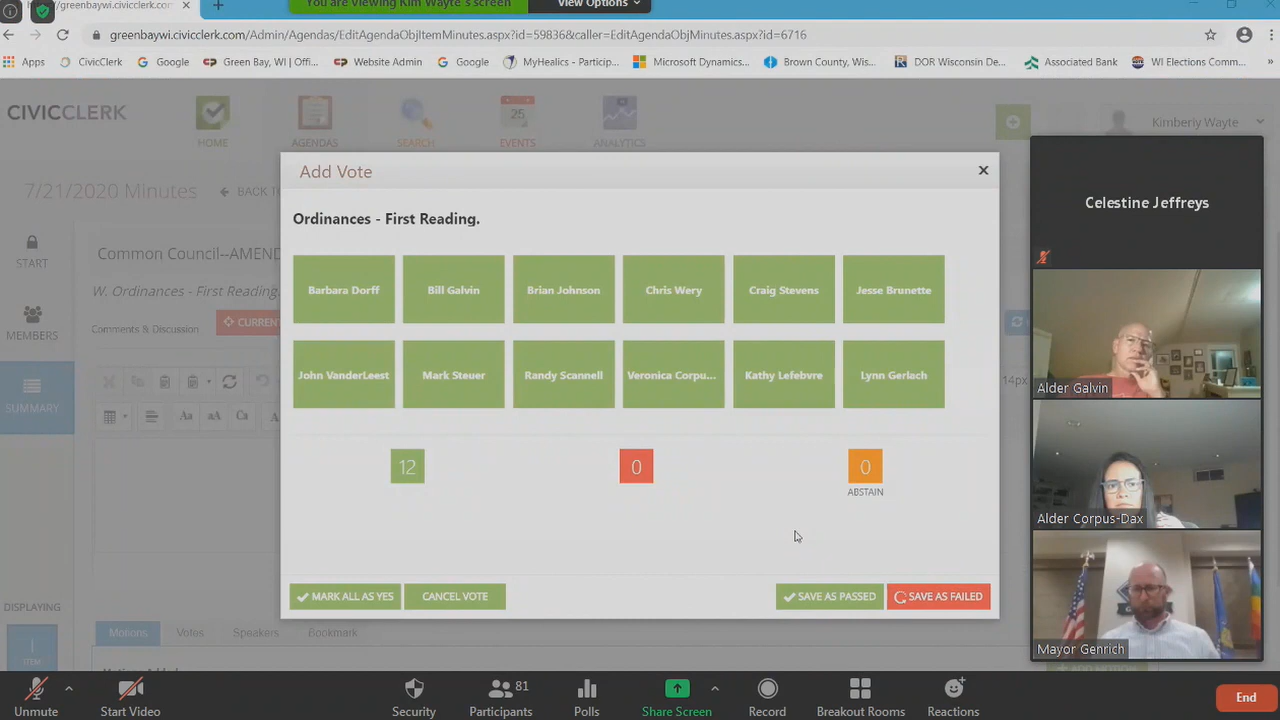 You are viewing Kim Wayte's screen
View Options
greenbaywi.civicclerk.com/
greenbaywi.civicclerk.com/Admin/Agendas/EditAgendaObjItemMinutes.aspx?id=59836&caller=EditAgendaObjMinutes.aspx?id=6716
Apps CivicClerk Google Green Bay, WI | Offi... Website Admin Google MyHealics - Particip... Microsoft Dynamics... Brown County, Wis... DOR Wisconsin De... Associated Bank WI Elections Comm...
CIVICCLERK
25
HOME AGENDAS SEARCH EVENTS ANALYTICS
Kimberly Wayte
7/21/2020 Minutes
BACK
START
MEMBERS
SUMMARY
DISPLAYING
ITEM
Common Council--AMEND
W. Ordinances - First Reading.
Comments & Discussion
14px
Motions Votes Speakers Bookmark
Add Vote
Ordinances - First Reading.
Barbara Dorff Bill Galvin Brian Johnson Chris Wery Craig Stevens Jesse Brunette
John VanderLeest Mark Steuer Randy Scannell Veronica Corpu... Kathy Lefebvre Lynn Gerlach
12 0 0
ABSTAIN
MARK ALL AS YES CANCEL VOTE SAVE AS PASSED SAVE AS FAILED
Celestine Jeffreys
Alder Galvin
Alder Corpus-Dax
Mayor Genrich
81
Unmute Start Video Security Participants Polls Share Screen Record Breakout Rooms Reactions End